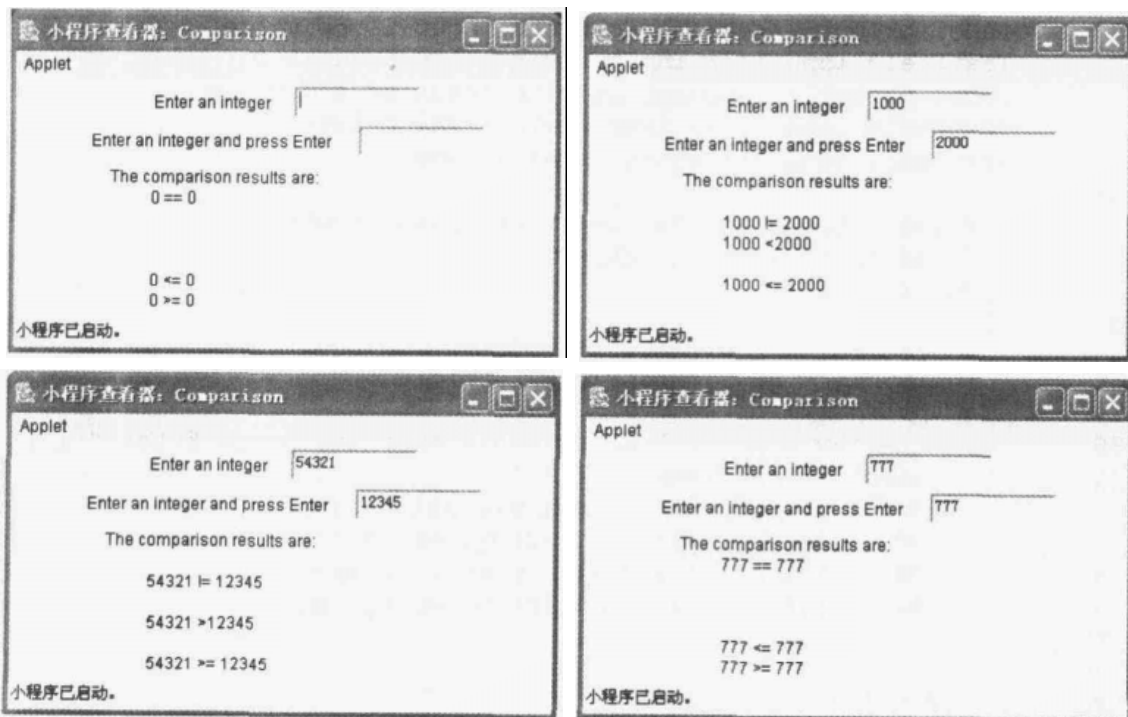 小程序查看器: Comparison
Applet
Enter an integer
Enter an integer and press Enter
The comparison results are:
0 == 0
0 <= 0
0 >= 0
小程序已启动。
小程序查看器: Comparison
Applet
Enter an integer 1000
Enter an integer and press Enter 2000
The comparison results are:
1000 != 2000
1000 <2000
1000 <= 2000
小程序已启动。
小程序查看器: Comparison
Applet
Enter an integer 54321
Enter an integer and press Enter 12345
The comparison results are:
54321 != 12345
54321 >12345
54321 >= 12345
小程序已启动。
小程序查看器: Comparison
Applet
Enter an integer 777
Enter an integer and press Enter 777
The comparison results are:
777 == 777
777 <= 777
777 >= 777
小程序已启动。